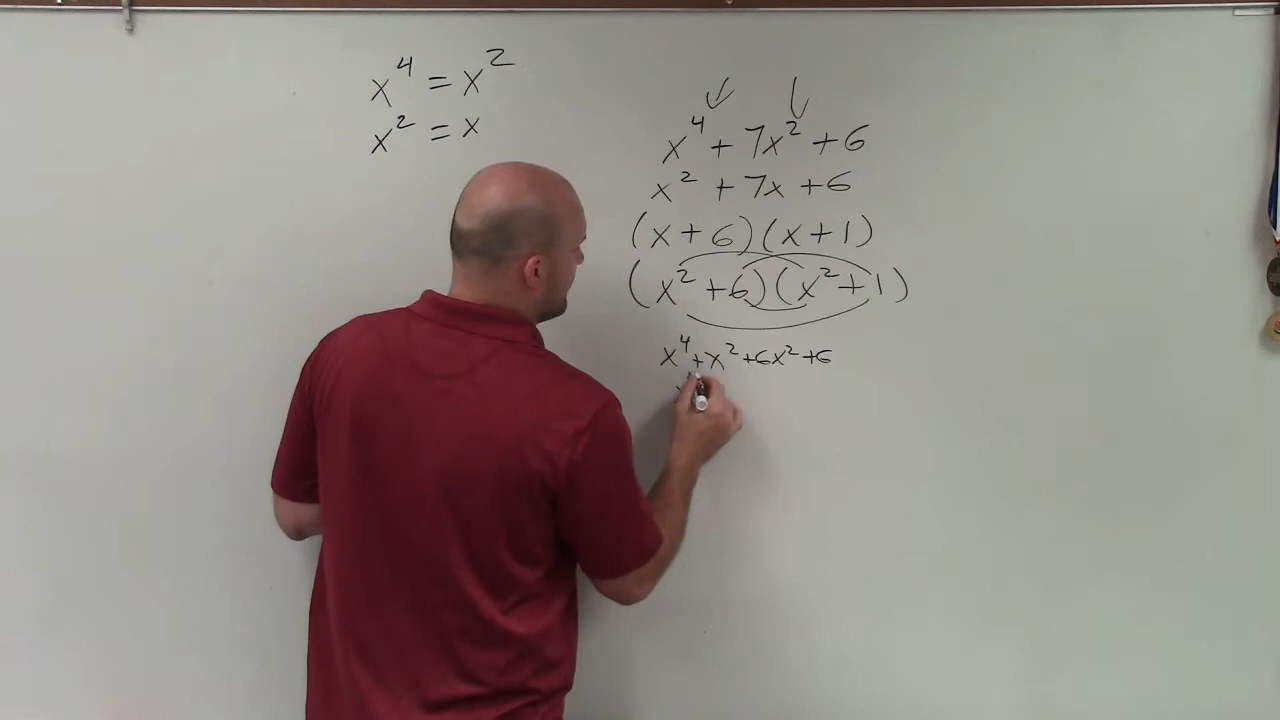 x⁴ = x²
x² = x
x⁴ + 7x² + 6
x² + 7x + 6
(x + 6)(x + 1)
(x² + 6)(x² + 1)
x⁴ + x² + 6x² + 6